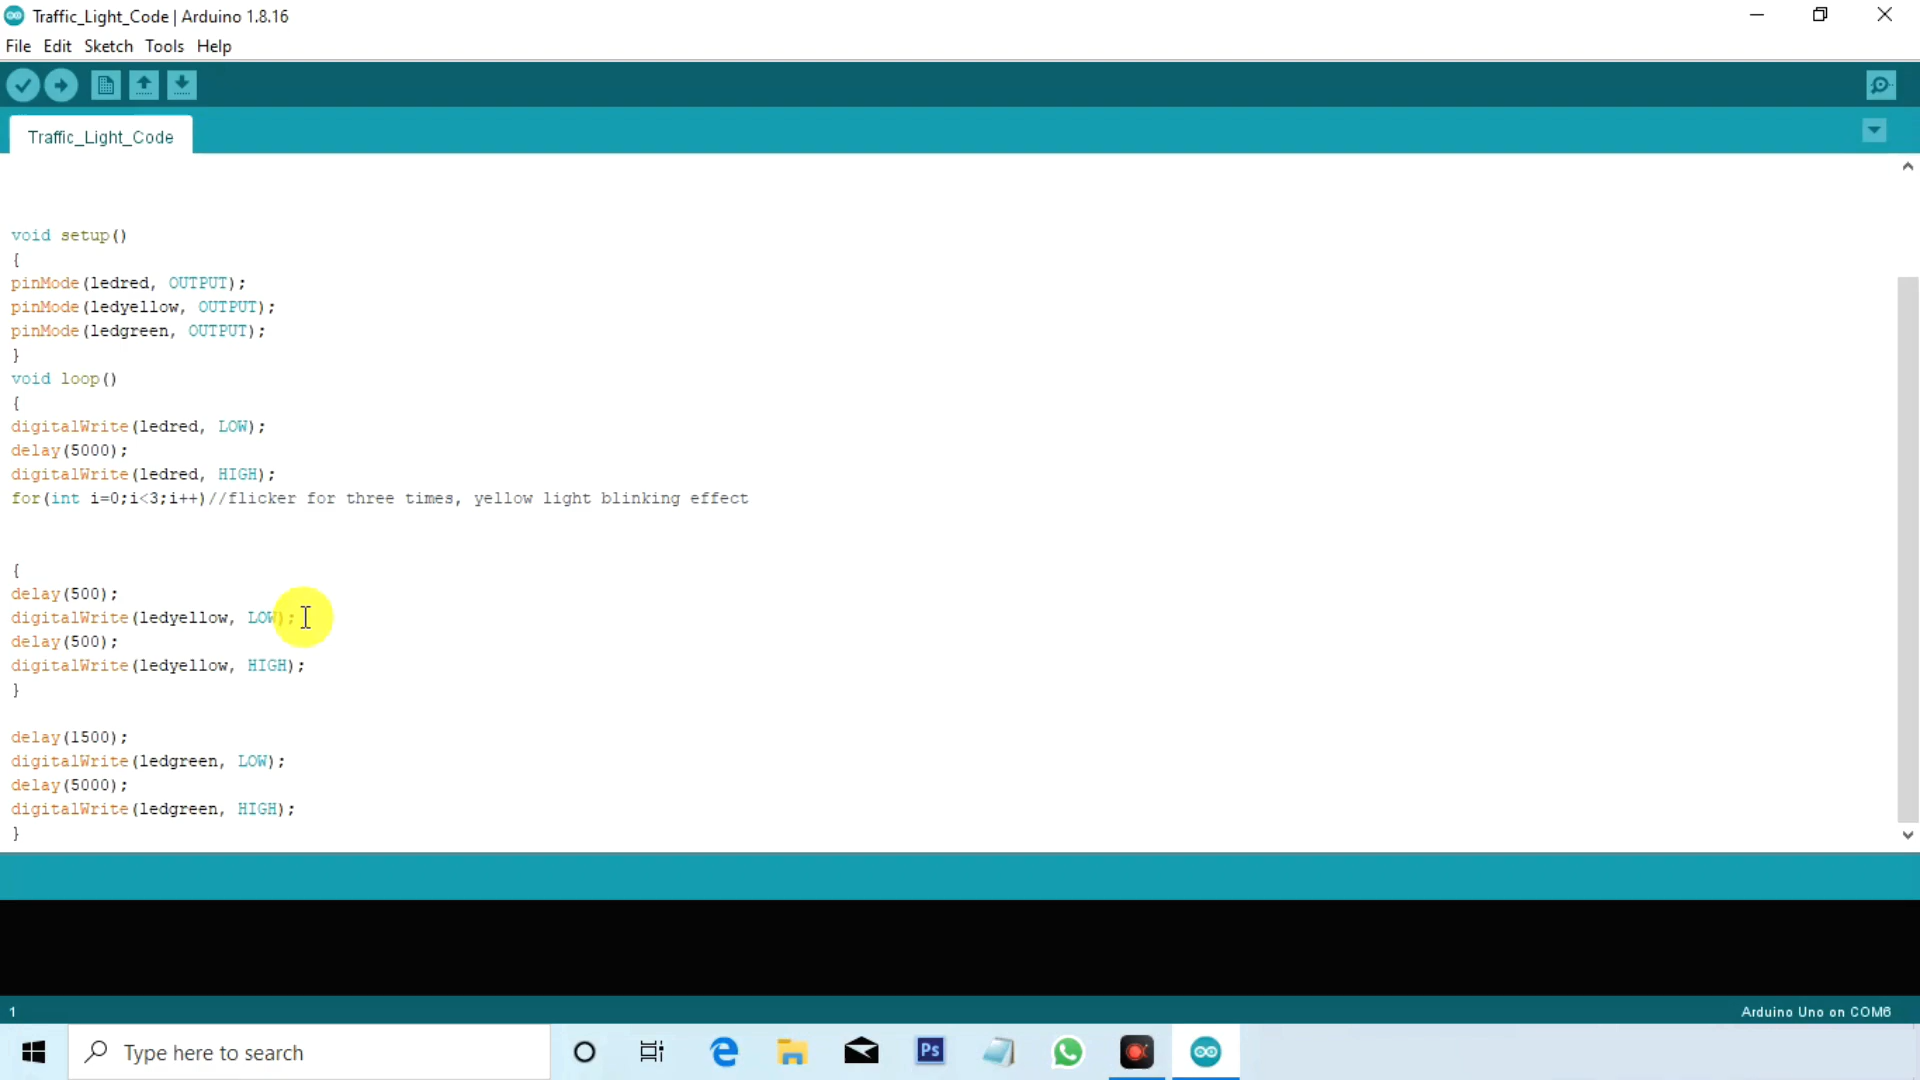 Traffic_Light_Code | Arduino 1.8.16
File Edit Sketch Tools Help
Traffic_Light_Code
void setup()
{
pinMode(ledred, OUTPUT);
pinMode(ledyellow, OUTPUT);
pinMode(ledgreen, OUTPUT);
}
void loop()
{
digitalWrite(ledred, LOW);
delay(5000);
digitalWrite(ledred, HIGH);
for(int i=0;i<3;i++)//flicker for three times, yellow light blinking effect
{
delay(500);
digitalWrite(ledyellow, LOW);
delay(500);
digitalWrite(ledyellow, HIGH);
}
delay(1500);
digitalWrite(ledgreen, LOW);
delay(5000);
digitalWrite(ledgreen, HIGH);
}
1
Arduino Uno on COM6
Type here to search
Ps